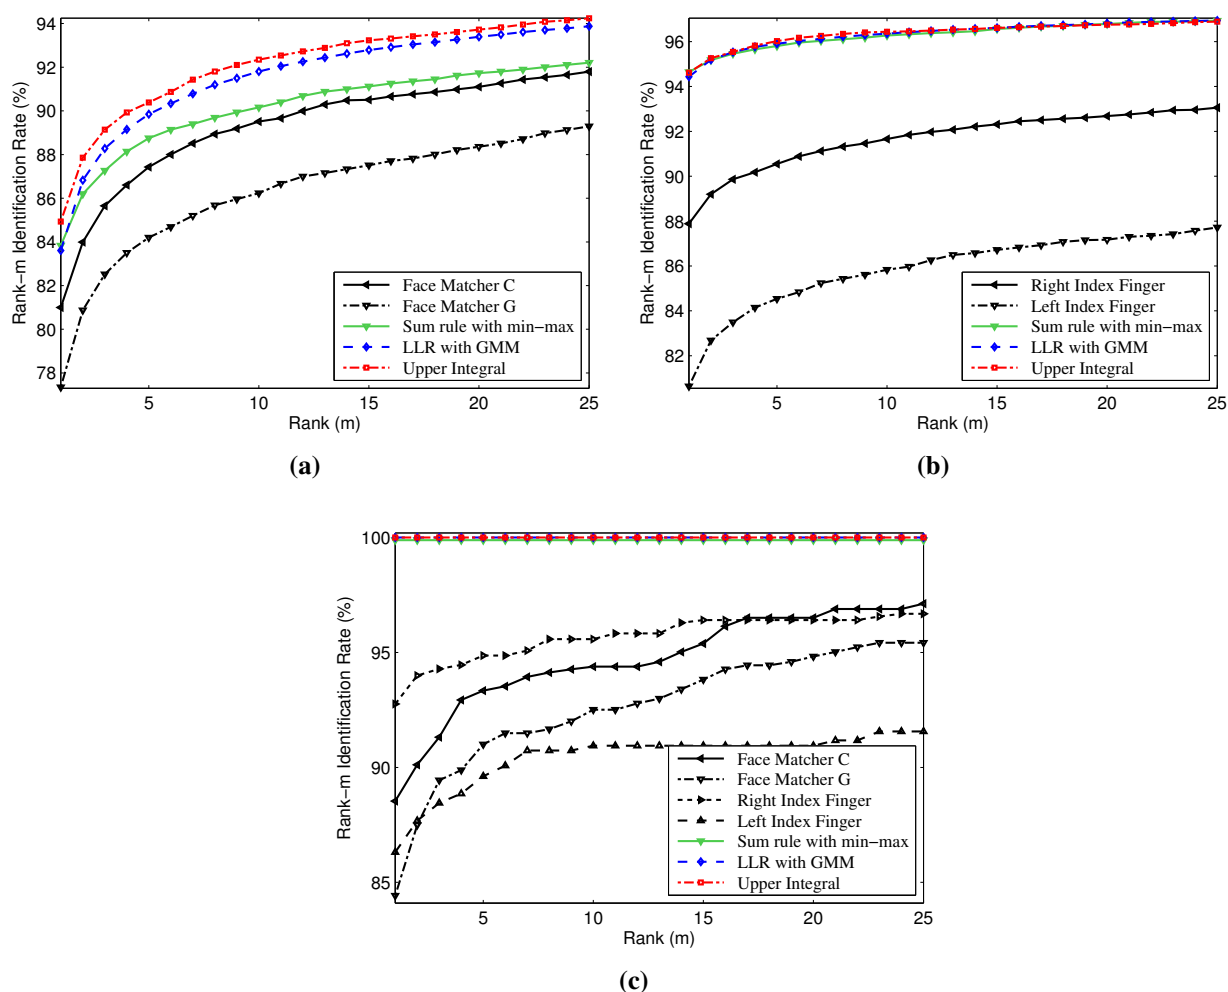 94
92
90
88
86
84
82
80
78
Rank−m Identification Rate (%)
5 10 15 20 25
Rank (m)
Face Matcher C
Face Matcher G
Sum rule with min−max
LLR with GMM
Upper Integral
(a)
96
94
92
90
88
86
84
82
Rank−m Identification Rate (%)
5 10 15 20 25
Rank (m)
Right Index Finger
Left Index Finger
Sum rule with min−max
LLR with GMM
Upper Integral
(b)
100
95
90
85
Rank−m Identification Rate (%)
5 10 15 20 25
Rank (m)
Face Matcher C
Face Matcher G
Right Index Finger
Left Index Finger
Sum rule with min−max
LLR with GMM
Upper Integral
(c)